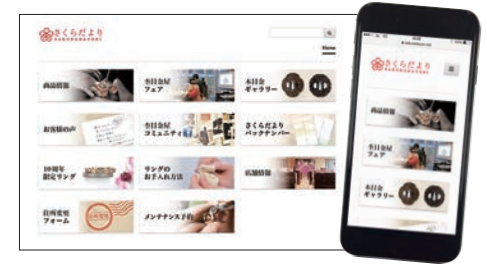 さくらだより
SAKURADAYORI
Home
商品情報
杢目金屋
フェア
木目金
ギャラリー
お客様の声
杢目金屋
コミュニティ
さくらだより
バックナンバー
10周年
限定リング
リングの
お手入れ方法
店舗情報
住所変更
フォーム
メンテナンス予約
さくらだより
SAKURADAYORI
商品情報
杢目金屋
フェア
木目金
ギャラリー